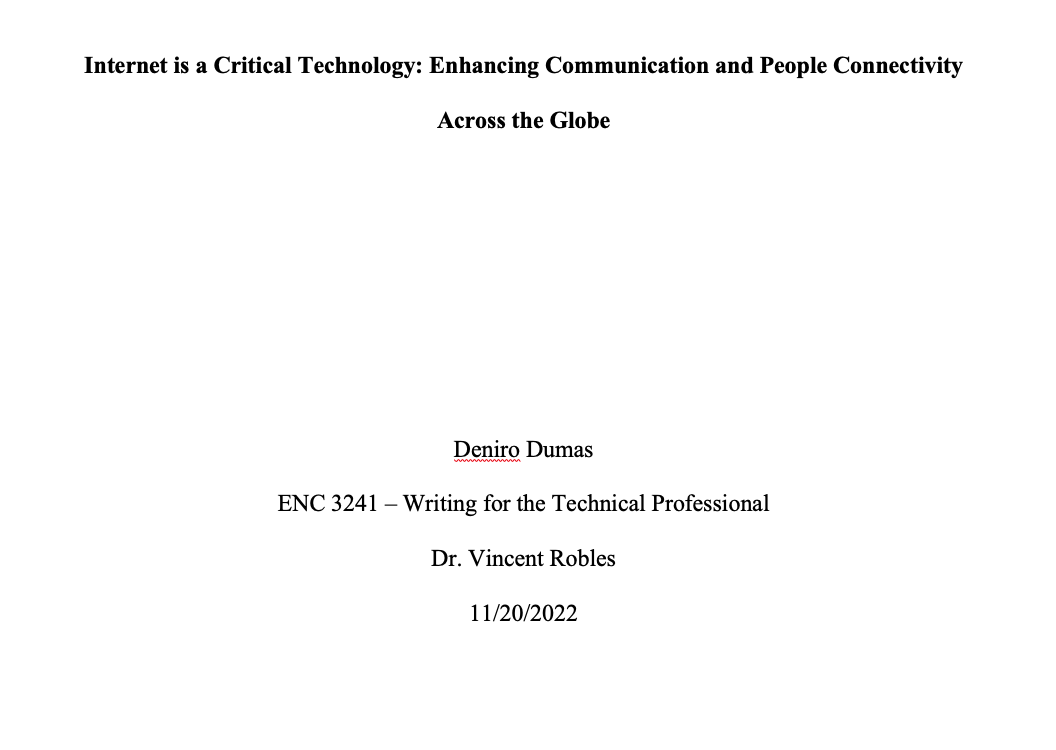 Internet is a Critical Technology: Enhancing Communication and People Connectivity
Across the Globe
Deniro Dumas
ENC 3241 – Writing for the Technical Professional
Dr. Vincent Robles
11/20/2022